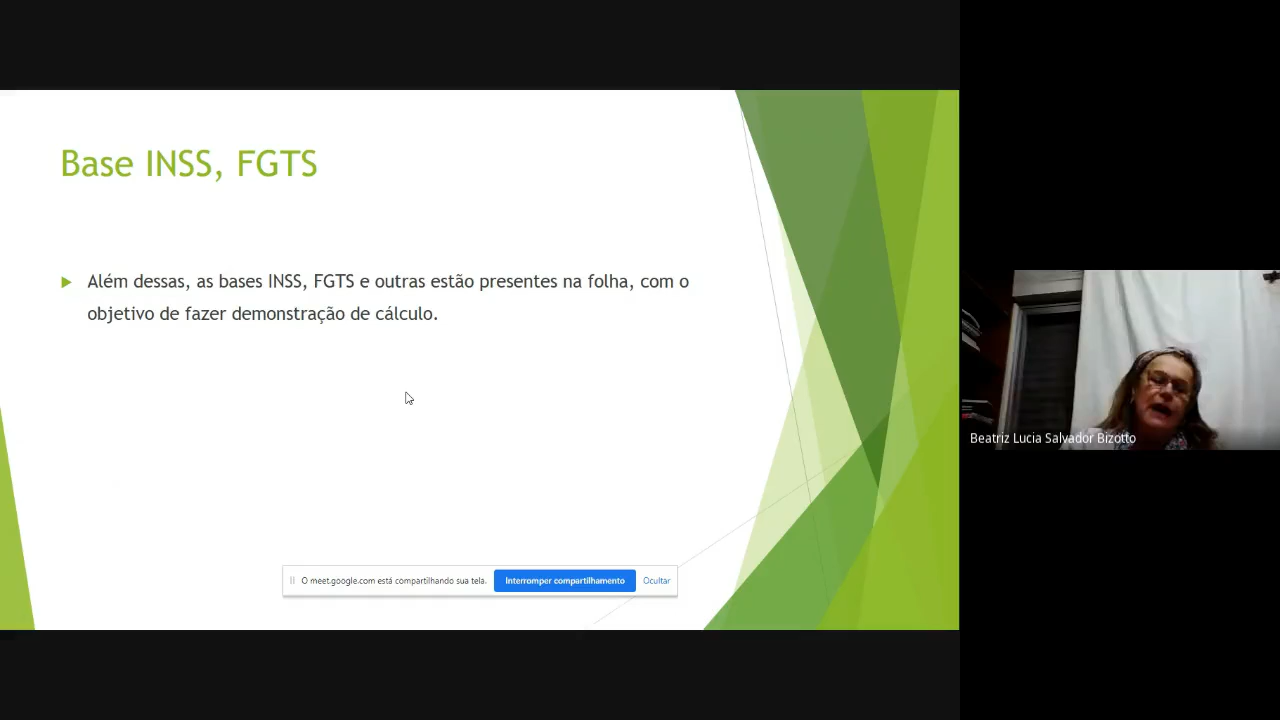 Base INSS, FGTS
Além dessas, as bases INSS, FGTS e outras estão presentes na folha, com o
objetivo de fazer demonstração de cálculo.
O meet.google.com está compartilhando sua tela. Interromper compartilhamento Ocultar
Beatriz Lucia Salvador Bizotto